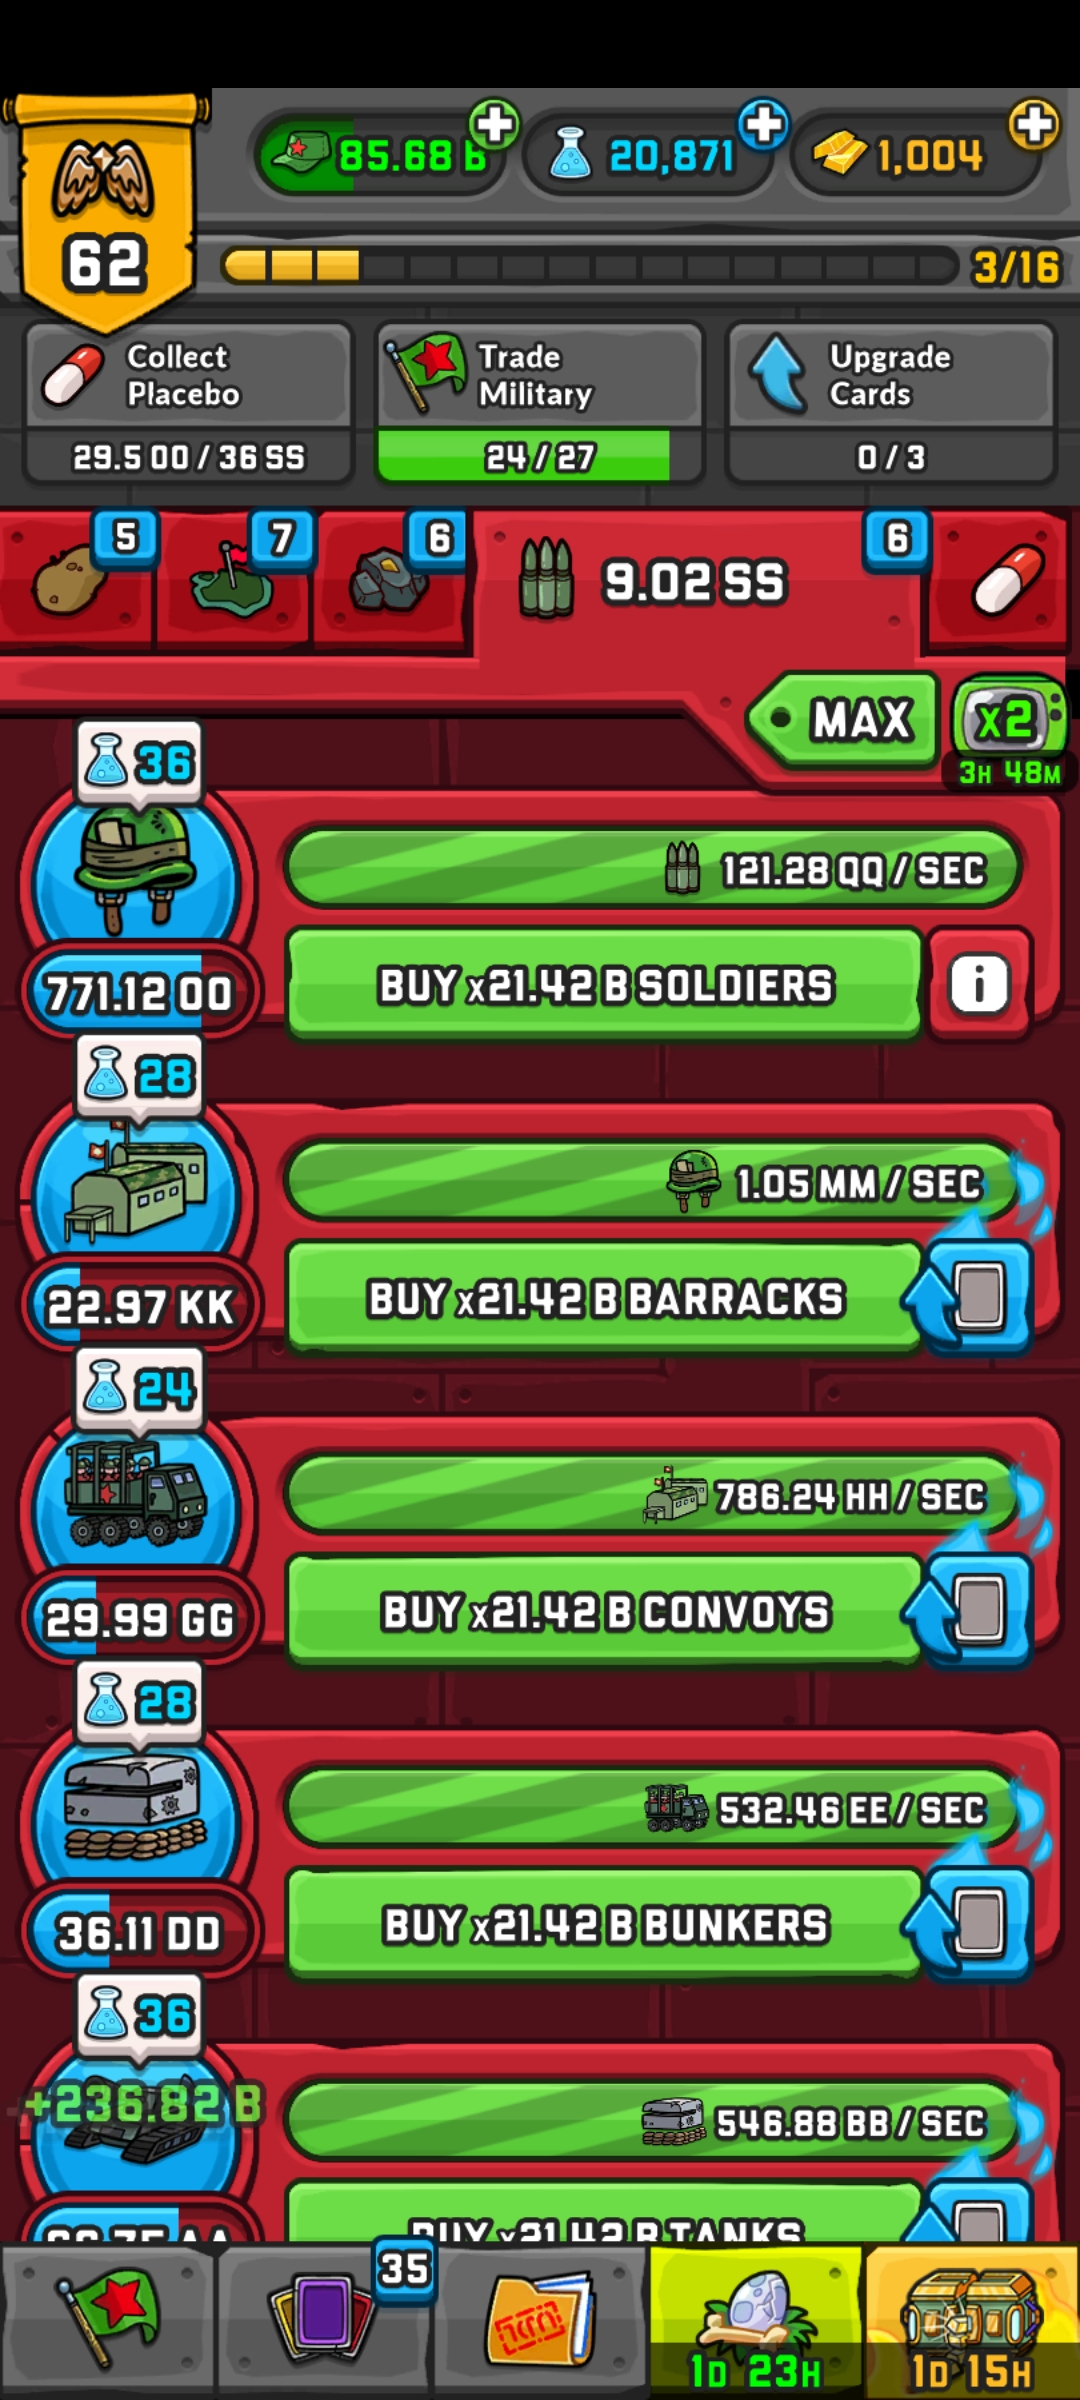 85.68 B
20,871
1,004
62
3/16
Collect
Placebo
Trade
Military
Upgrade
Cards
29.5 OO / 36 SS
24 / 27
0 / 3
5
7
6
9.02 SS
6
MAX
x2
3H 48M
36
121.28 QQ / SEC
771.12 OO
BUY x21.42 B SOLDIERS
i
28
1.05 MM / SEC
22.97 KK
BUY x21.42 B BARRACKS
24
786.24 HH / SEC
29.99 GG
BUY x21.42 B CONVOYS
28
532.46 EE / SEC
36.11 DD
BUY x21.42 B BUNKERS
36
+236.82 B
546.88 BB / SEC
BUY x21.42 B TANKS
35
1D 23H
1D 15H